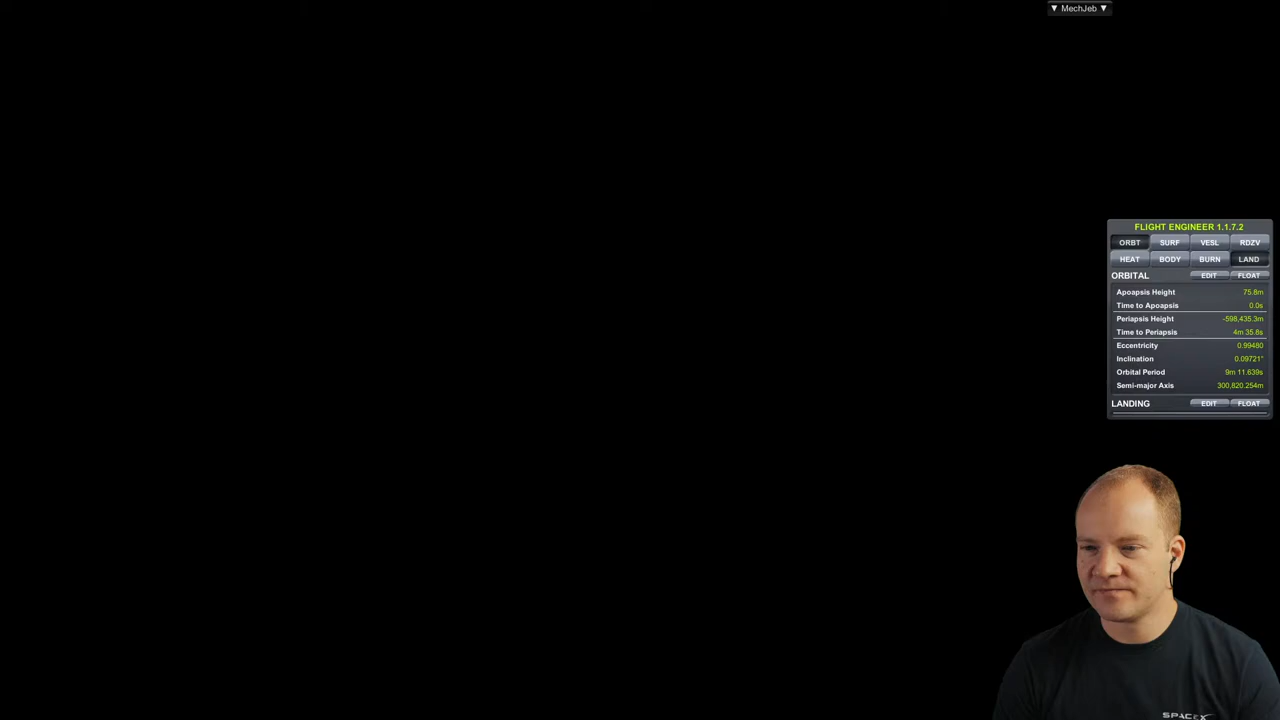 ▼ MechJeb ▼
FLIGHT ENGINEER 1.1.7.2
ORBT SURF VESL RDZV
HEAT BODY BURN LAND
ORBITAL EDIT FLOAT
Apoapsis Height 75.8m
Time to Apoapsis 0.0s
Periapsis Height -598,435.3m
Time to Periapsis 4m 35.8s
Eccentricity 0.99480
Inclination 0.09721°
Orbital Period 9m 11.639s
Semi-major Axis 300,820.254m
LANDING EDIT FLOAT
SPACEX